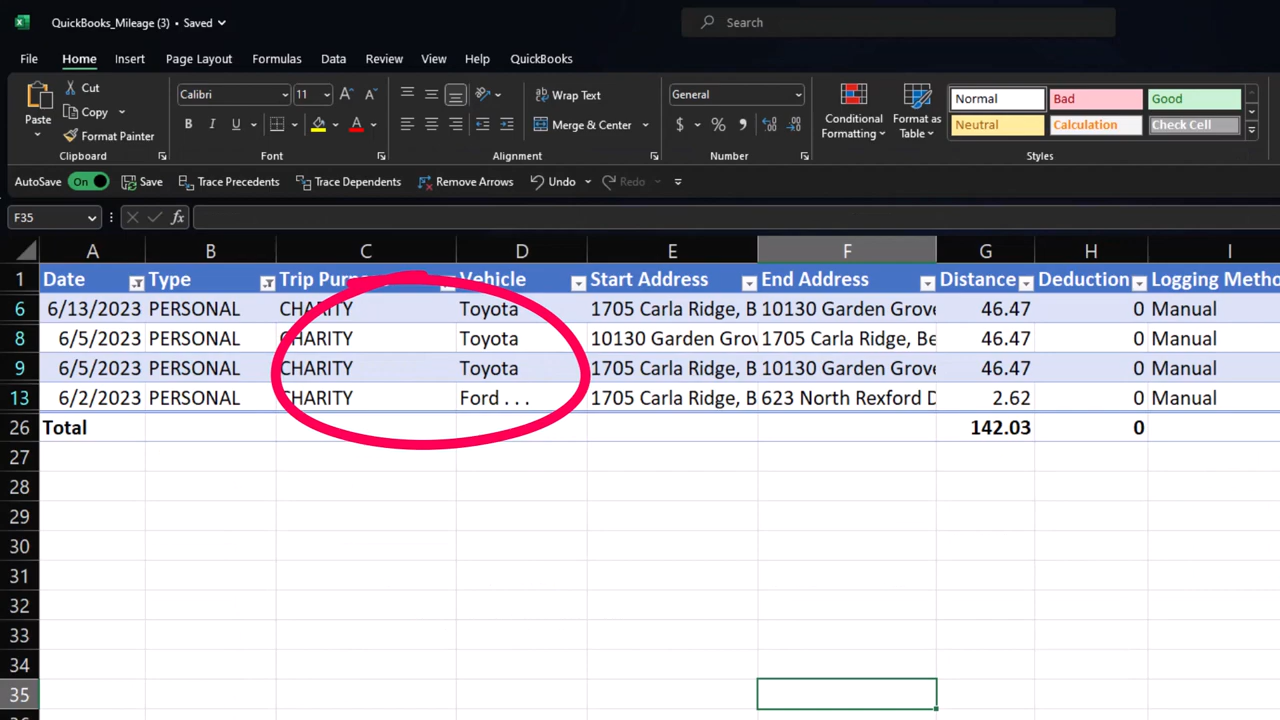 QuickBooks_Mileage (3) • Saved
Search
File Home Insert Page Layout Formulas Data Review View Help QuickBooks
Paste
Cut
Copy
Format Painter
Clipboard
Calibri 11
B I U
Font
Wrap Text
Merge & Center
Alignment
General
$ % 9
Number
Conditional Formatting
Format as Table
Normal Bad Good
Neutral Calculation Check Cell
Styles
AutoSave On Save Trace Precedents Trace Dependents Remove Arrows Undo Redo
F35 fx
A B C D E F G H I
1 Date Type Trip Purpose Vehicle Start Address End Address Distance Deduction Logging Metho
6 6/13/2023 PERSONAL CHARITY Toyota 1705 Carla Ridge, B 10130 Garden Grove 46.47 0 Manual
8 6/5/2023 PERSONAL CHARITY Toyota 10130 Garden Grov 1705 Carla Ridge, Be 46.47 0 Manual
9 6/5/2023 PERSONAL CHARITY Toyota 1705 Carla Ridge, B 10130 Garden Grove 46.47 0 Manual
13 6/2/2023 PERSONAL CHARITY Ford . . . 1705 Carla Ridge, B 623 North Rexford D 2.62 0 Manual
26 Total 142.03 0
27
28
29
30
31
32
33
34
35